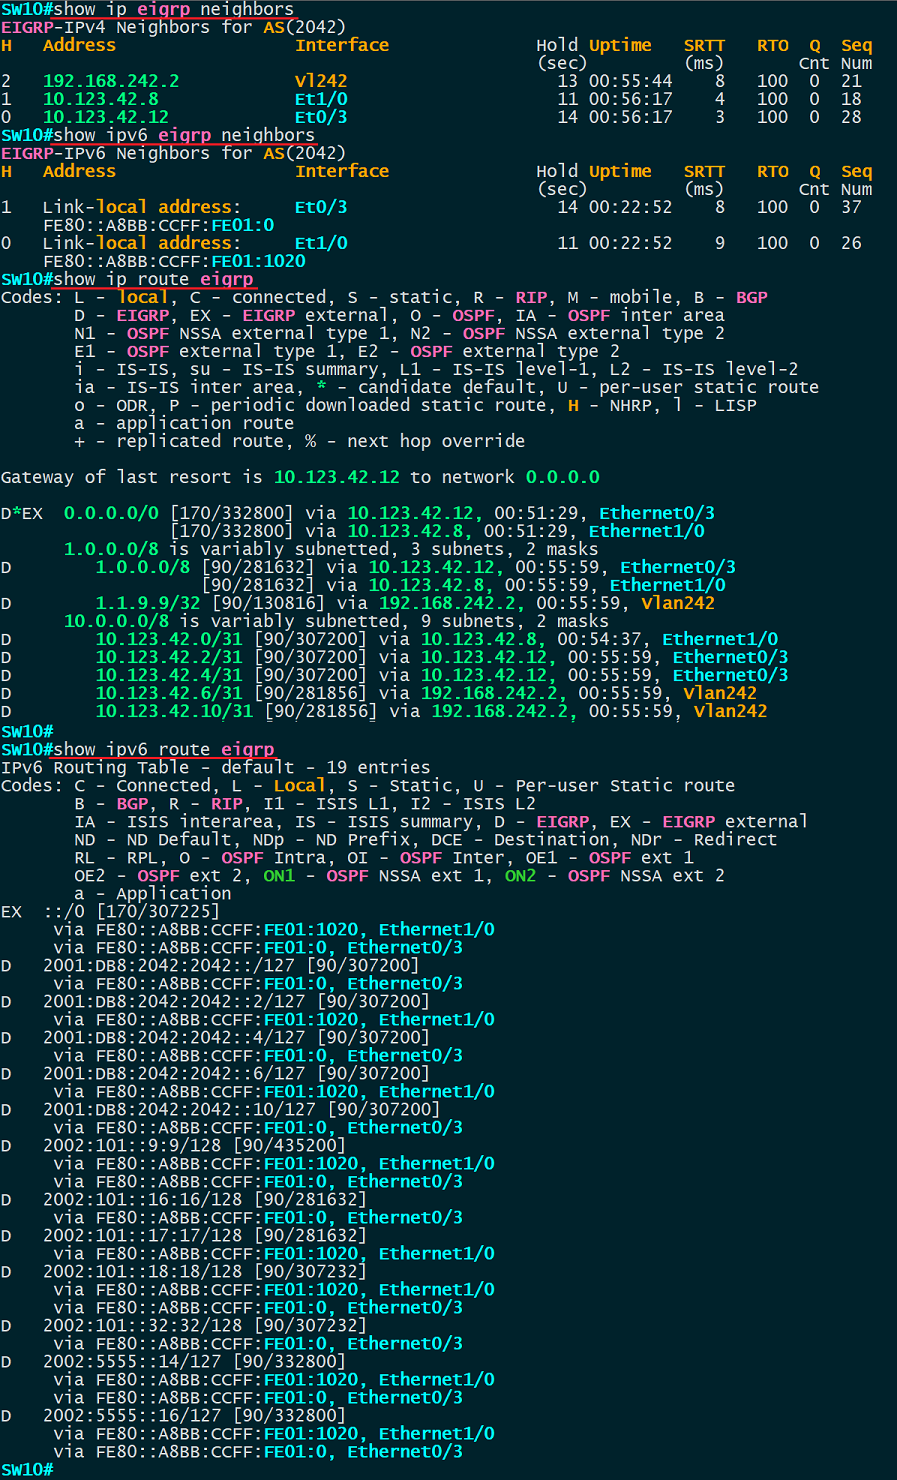 SW10#show ip eigrp neighbors
EIGRP-IPv4 Neighbors for AS(2042)
H   Address                 Interface              Hold Uptime   SRTT   RTO  Q  Seq
                                                   (sec)         (ms)       Cnt Num
2   192.168.242.2           Vl242                    13 00:55:44    8   100  0  21
1   10.123.42.8             Et1/0                    11 00:56:17    4   100  0  18
0   10.123.42.12            Et0/3                    14 00:56:17    3   100  0  28
SW10#show ipv6 eigrp neighbors
EIGRP-IPv6 Neighbors for AS(2042)
H   Address                 Interface              Hold Uptime   SRTT   RTO  Q  Seq
                                                   (sec)         (ms)       Cnt Num
1   Link-local address:     Et0/3                    14 00:22:52    8   100  0  37
    FE80::A8BB:CCFF:FE01:0
0   Link-local address:     Et1/0                    11 00:22:52    9   100  0  26
    FE80::A8BB:CCFF:FE01:1020
SW10#show ip route eigrp
Codes: L - local, C - connected, S - static, R - RIP, M - mobile, B - BGP
       D - EIGRP, EX - EIGRP external, O - OSPF, IA - OSPF inter area
       N1 - OSPF NSSA external type 1, N2 - OSPF NSSA external type 2
       E1 - OSPF external type 1, E2 - OSPF external type 2
       i - IS-IS, su - IS-IS summary, L1 - IS-IS level-1, L2 - IS-IS level-2
       ia - IS-IS inter area, * - candidate default, U - per-user static route
       o - ODR, P - periodic downloaded static route, H - NHRP, l - LISP
       a - application route
       + - replicated route, % - next hop override
Gateway of last resort is 10.123.42.12 to network 0.0.0.0
D*EX  0.0.0.0/0 [170/332800] via 10.123.42.12, 00:51:29, Ethernet0/3
                [170/332800] via 10.123.42.8, 00:51:29, Ethernet1/0
      1.0.0.0/8 is variably subnetted, 3 subnets, 2 masks
D        1.0.0.0/8 [90/281632] via 10.123.42.12, 00:55:59, Ethernet0/3
                   [90/281632] via 10.123.42.8, 00:55:59, Ethernet1/0
D        1.1.9.9/32 [90/130816] via 192.168.242.2, 00:55:59, Vlan242
      10.0.0.0/8 is variably subnetted, 9 subnets, 2 masks
D        10.123.42.0/31 [90/307200] via 10.123.42.8, 00:54:37, Ethernet1/0
D        10.123.42.2/31 [90/307200] via 10.123.42.12, 00:55:59, Ethernet0/3
D        10.123.42.4/31 [90/307200] via 10.123.42.12, 00:55:59, Ethernet0/3
D        10.123.42.6/31 [90/281856] via 192.168.242.2, 00:55:59, Vlan242
D        10.123.42.10/31 [90/281856] via 192.168.242.2, 00:55:59, Vlan242
SW10#
SW10#show ipv6 route eigrp
IPv6 Routing Table - default - 19 entries
Codes: C - Connected, L - Local, S - Static, U - Per-user Static route
       B - BGP, R - RIP, I1 - ISIS L1, I2 - ISIS L2
       IA - ISIS interarea, IS - ISIS summary, D - EIGRP, EX - EIGRP external
       ND - ND Default, NDp - ND Prefix, DCE - Destination, NDr - Redirect
       RL - RPL, O - OSPF Intra, OI - OSPF Inter, OE1 - OSPF ext 1
       OE2 - OSPF ext 2, ON1 - OSPF NSSA ext 1, ON2 - OSPF NSSA ext 2
       a - Application
EX  ::/0 [170/307225]
     via FE80::A8BB:CCFF:FE01:1020, Ethernet1/0
     via FE80::A8BB:CCFF:FE01:0, Ethernet0/3
D   2001:DB8:2042:2042::/127 [90/307200]
     via FE80::A8BB:CCFF:FE01:0, Ethernet0/3
D   2001:DB8:2042:2042::2/127 [90/307200]
     via FE80::A8BB:CCFF:FE01:1020, Ethernet1/0
D   2001:DB8:2042:2042::4/127 [90/307200]
     via FE80::A8BB:CCFF:FE01:0, Ethernet0/3
D   2001:DB8:2042:2042::6/127 [90/307200]
     via FE80::A8BB:CCFF:FE01:1020, Ethernet1/0
D   2001:DB8:2042:2042::10/127 [90/307200]
     via FE80::A8BB:CCFF:FE01:0, Ethernet0/3
D   2002:101::9:9/128 [90/435200]
     via FE80::A8BB:CCFF:FE01:1020, Ethernet1/0
     via FE80::A8BB:CCFF:FE01:0, Ethernet0/3
D   2002:101::16:16/128 [90/281632]
     via FE80::A8BB:CCFF:FE01:0, Ethernet0/3
D   2002:101::17:17/128 [90/281632]
     via FE80::A8BB:CCFF:FE01:1020, Ethernet1/0
D   2002:101::18:18/128 [90/307232]
     via FE80::A8BB:CCFF:FE01:1020, Ethernet1/0
     via FE80::A8BB:CCFF:FE01:0, Ethernet0/3
D   2002:101::32:32/128 [90/307232]
     via FE80::A8BB:CCFF:FE01:0, Ethernet0/3
D   2002:5555::14/127 [90/332800]
     via FE80::A8BB:CCFF:FE01:1020, Ethernet1/0
     via FE80::A8BB:CCFF:FE01:0, Ethernet0/3
D   2002:5555::16/127 [90/332800]
     via FE80::A8BB:CCFF:FE01:1020, Ethernet1/0
     via FE80::A8BB:CCFF:FE01:0, Ethernet0/3
SW10#